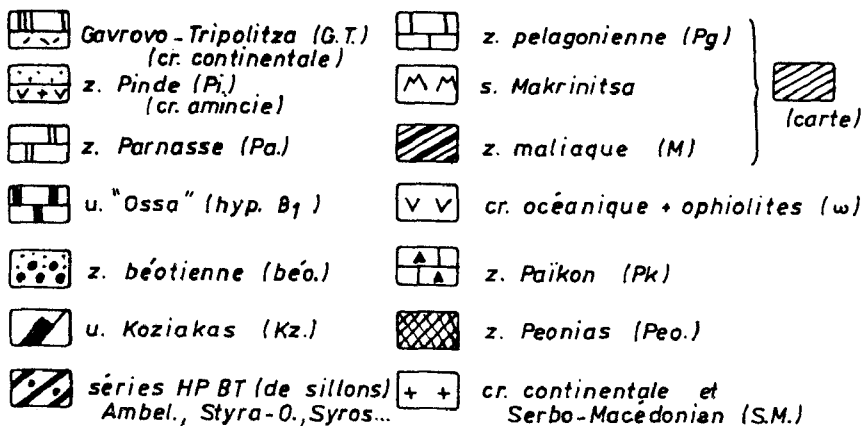 Gavrovo-Tripolitza (G.T.)
(cr. continentale)
z. Pinde (Pi.)
(cr. amincie)
z. Parnasse (Pa.)
u. "Ossa" (hyp. B1)
z. béotienne (béo.)
u. Koziakas (Kz.)
séries HP BT (de sillons)
Ambel., Styra-O., Syros...
z. pelagonienne (Pg)
s. Makrinitsa
z. maliaque (M)
(carte)
cr. océanique + ophiolites (ω)
z. Païkon (Pk)
z. Peonias (Peo.)
cr. continentale et
Serbo-Macédonian (S.M.)